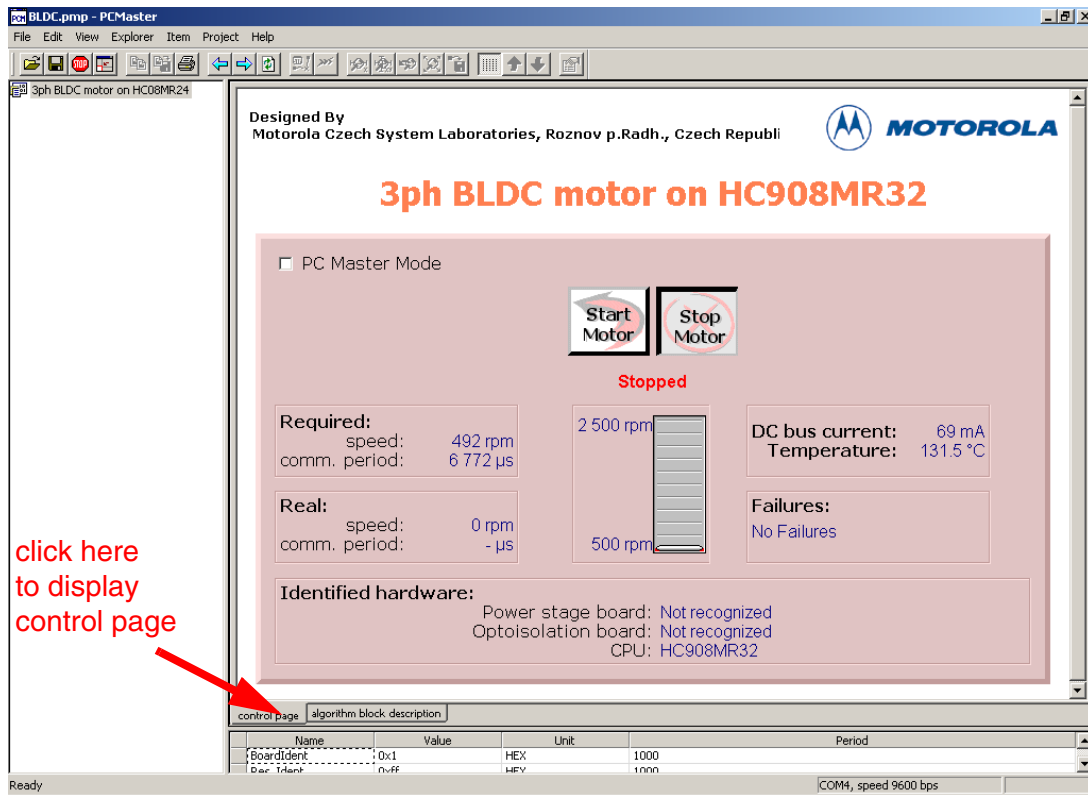 BLDC.pmp - PCMaster
File Edit View Explorer Item Project Help
3ph BLDC motor on HC08MR24
Designed By
Motorola Czech System Laboratories, Roznov p.Radh., Czech Republi
MOTOROLA
3ph BLDC motor on HC908MR32
PC Master Mode
Start Motor
Stop Motor
Stopped
Required:
speed: 492 rpm
comm. period: 6 772 µs
2 500 rpm
500 rpm
DC bus current: 69 mA
Temperature: 131.5 °C
Real:
speed: 0 rpm
comm. period: - µs
Failures:
No Failures
Identified hardware:
Power stage board: Not recognized
Optoisolation board: Not recognized
CPU: HC908MR32
click here
to display
control page
control page algorithm block description
Name Value Unit Period
BoardIdent 0x1 HEX 1000
Res Ident 0xff HEX 1000
Ready COM4, speed 9600 bps